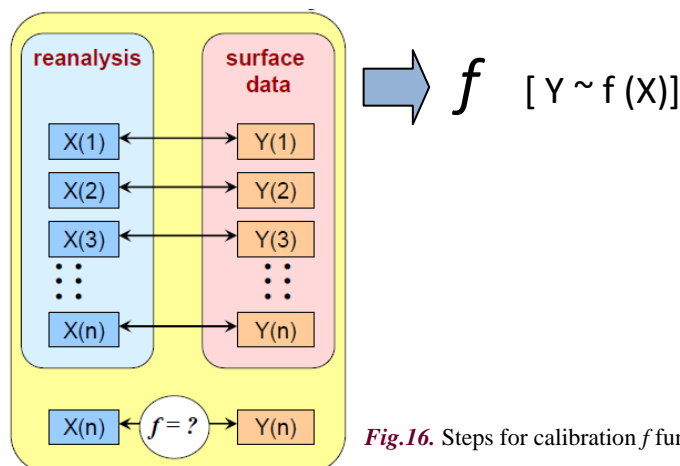 reanalysis
surface
data
X(1)
Y(1)
X(2)
Y(2)
X(3)
Y(3)
X(n)
Y(n)
X(n)
f = ?
Y(n)
f [ Y ~ f (X)]
Fig.16. Steps for calibration f fun